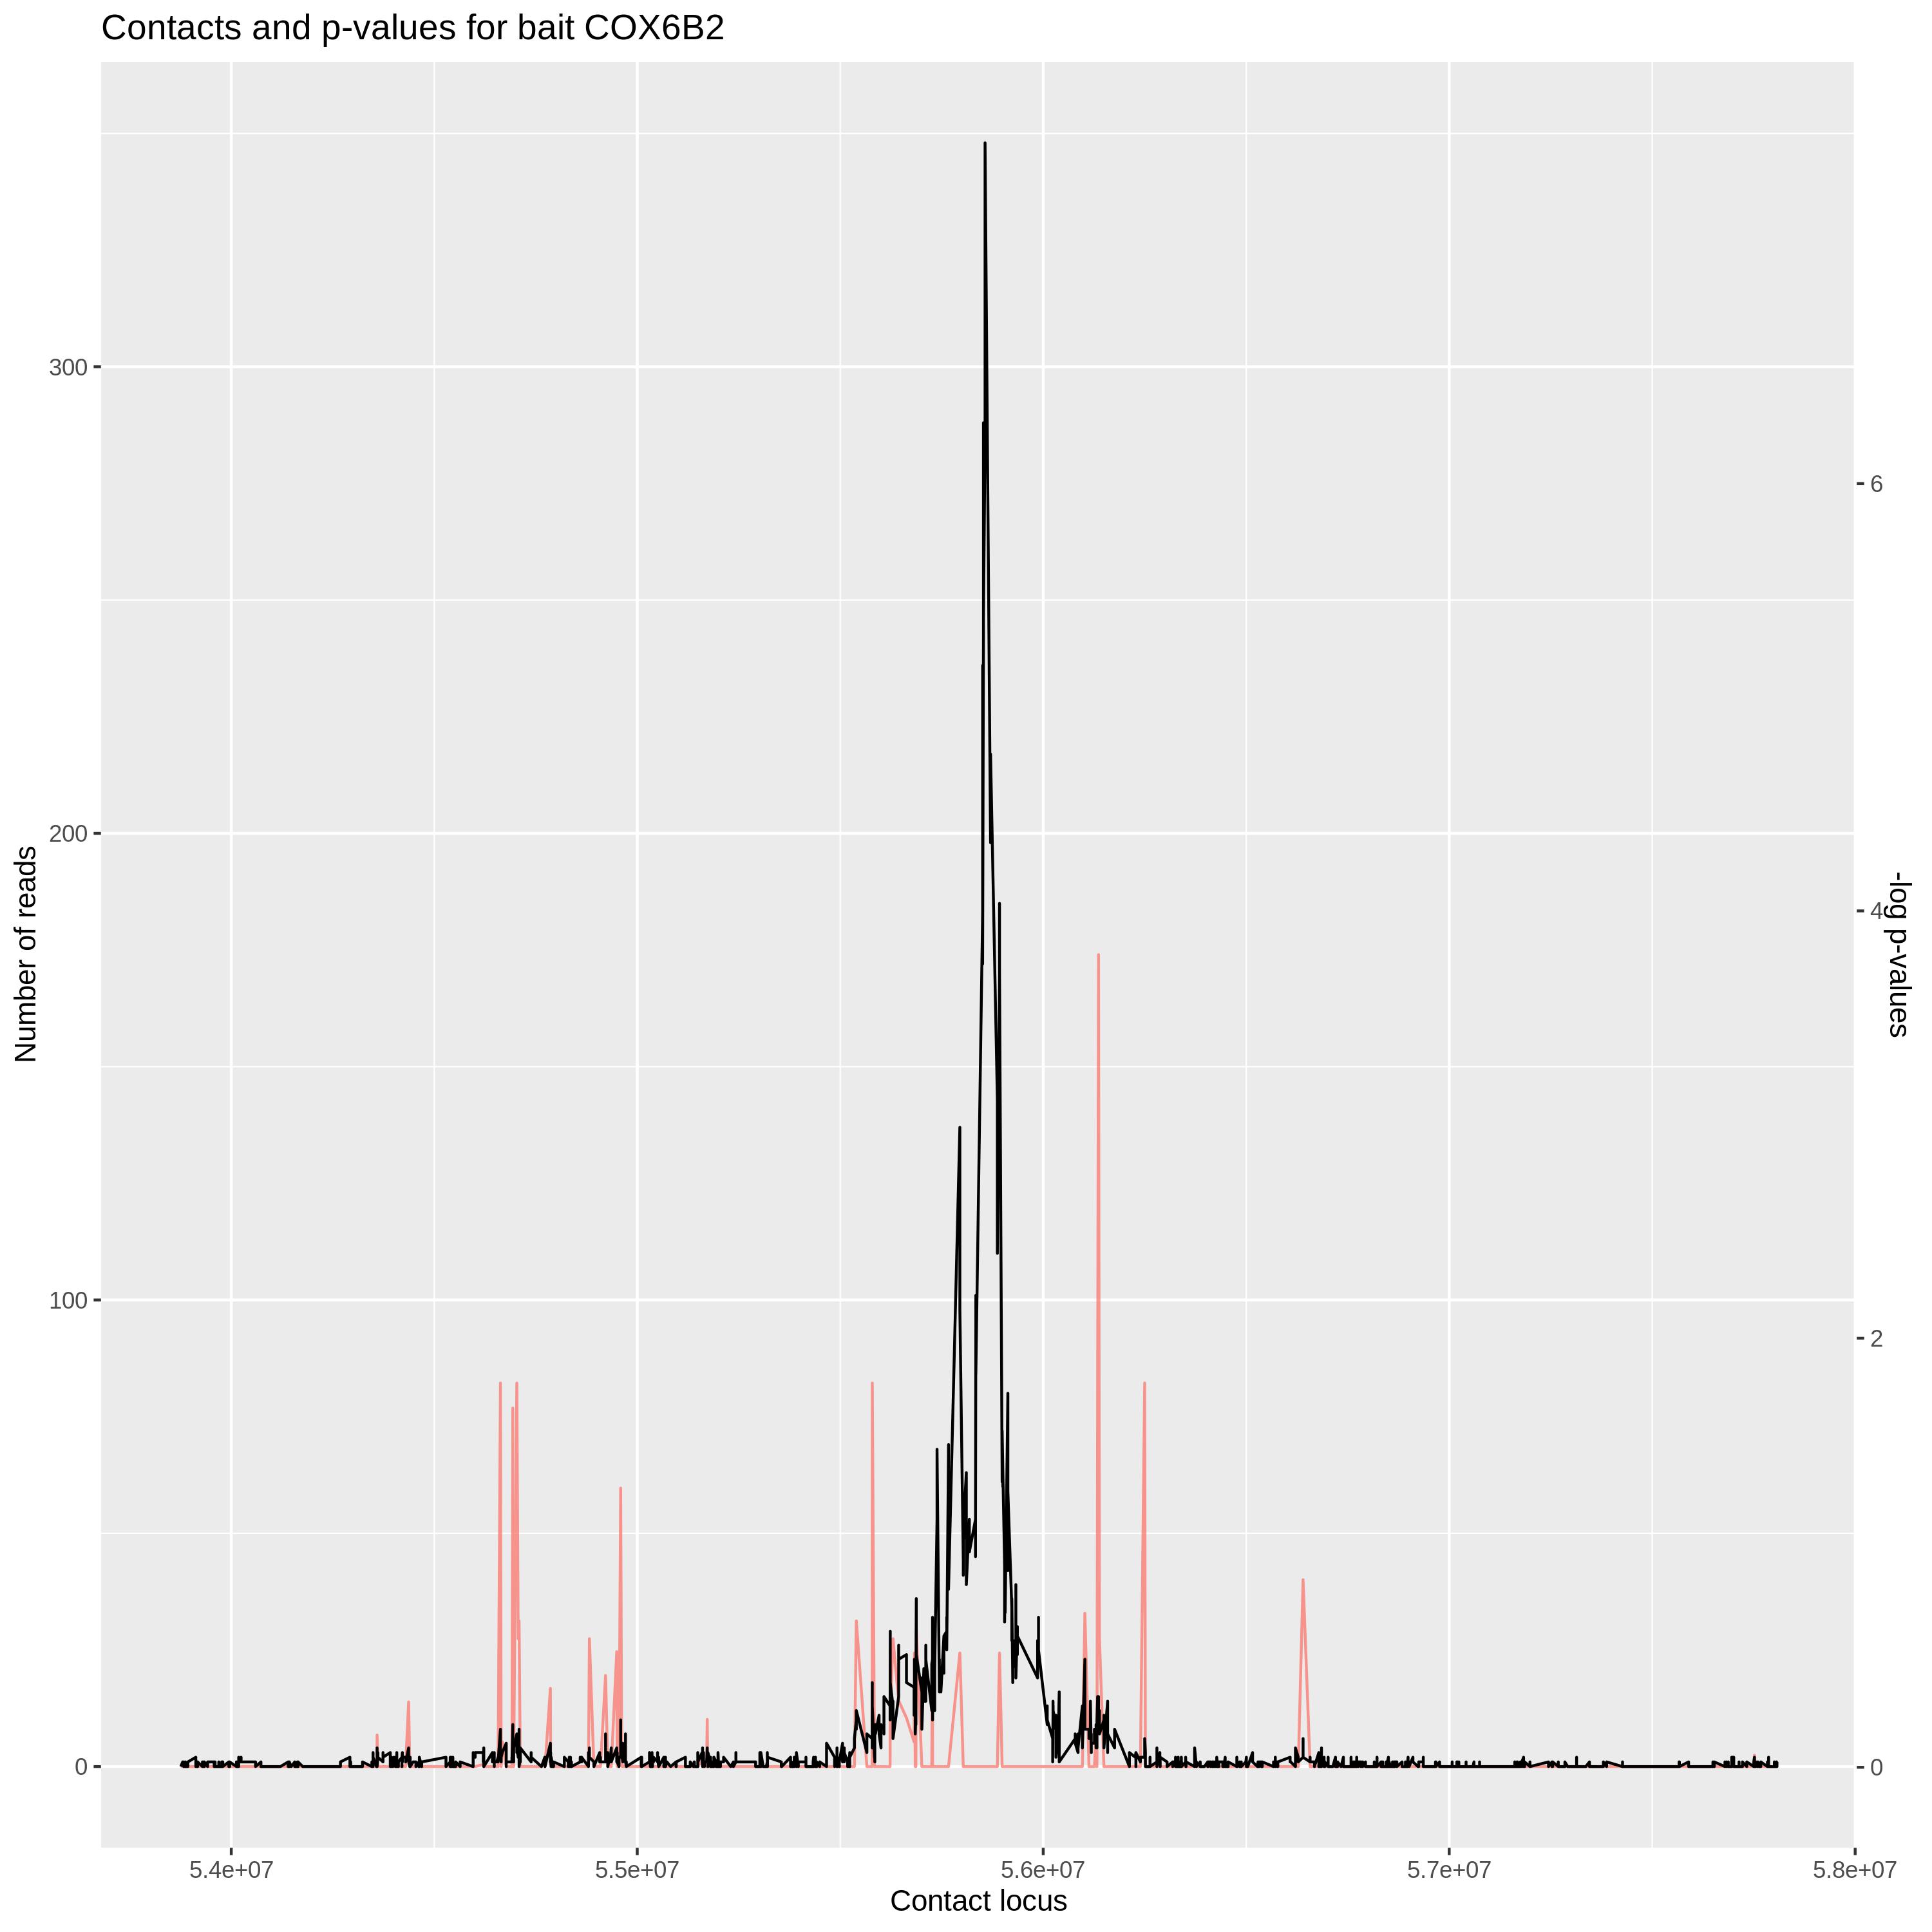 Contacts and p-values for bait COX6B2
300
200
100
0
6
4
2
0
Number of reads
-log p-values
5.4e+07
5.5e+07
5.6e+07
5.7e+07
5.8e+07
Contact locus